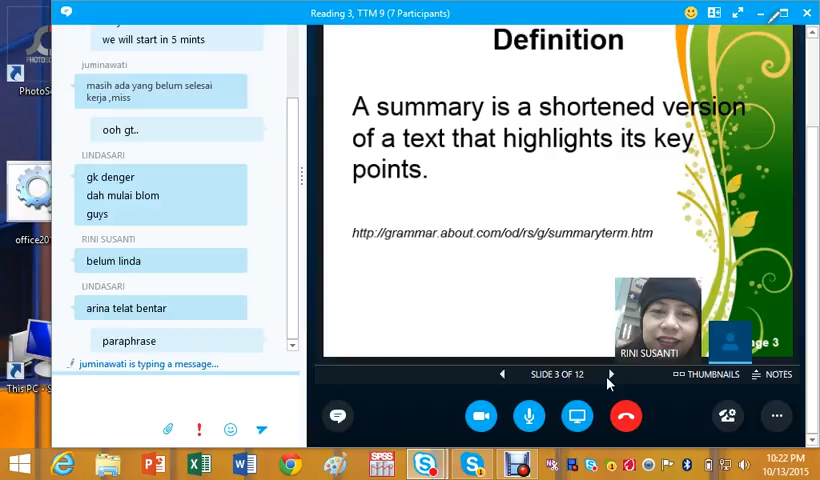 Reading 3, TTM 9 (7 Participants)
we will start in 5 mints
juminawati
masih ada yang belum selesai
kerja ,miss
ooh gt..
LINDASARI
gk denger
dah mulai blom
guys
RINI SUSANTI
belum linda
LINDASARI
arina telat bentar
paraphrase
juminawati is typing a message...
Definition
A summary is a shortened version
of a text that highlights its key
points.
http://grammar.about.com/od/rs/g/summaryterm.htm
RINI SUSANTI
ge 3
SLIDE 3 OF 12
THUMBNAILS
NOTES
office201
This PC -
SPSS
10:22 PM
10/13/2015